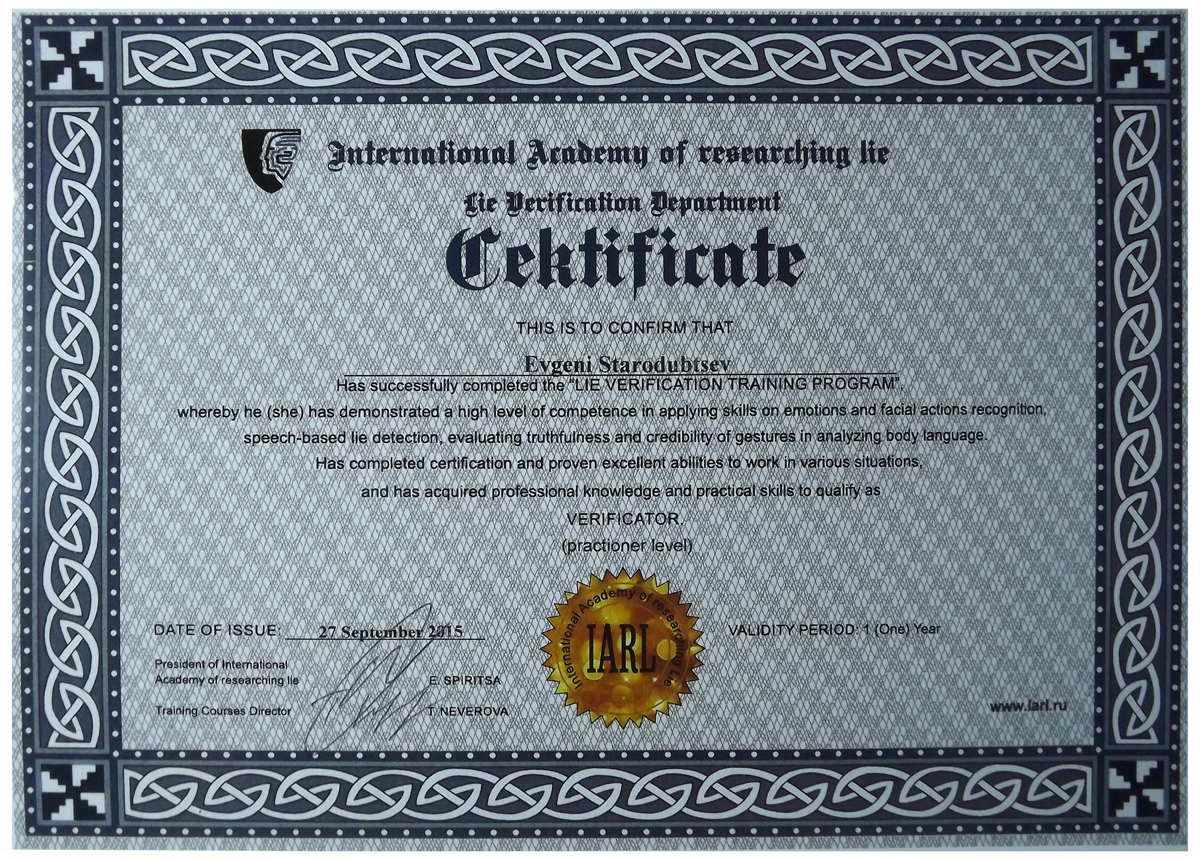 International Academy of researching lie
Lie Verification Department
Cektificate
THIS IS TO CONFIRM THAT
Evgeni Starodubtsev
Has successfully completed the "LIE VERIFICATION TRAINING PROGRAM",
whereby he (she) has demonstrated a high level of competence in applying skills on emotions and facial actions recognition,
speech-based lie detection, evaluating truthfulness and credibility of gestures in analyzing body language.
Has completed certification and proven excellent abilities to work in various situations,
and has acquired professional knowledge and practical skills to qualify as
VERIFICATOR.
(practioner level)
DATE OF ISSUE: 27 September 2015
VALIDITY PERIOD: 1 (One) Year
President of International
Academy of researching lie
E. SPIRITSA
Training Courses Director
T. NEVEROVA
International Academy of researching Lie
IARL
www.iarl.ru